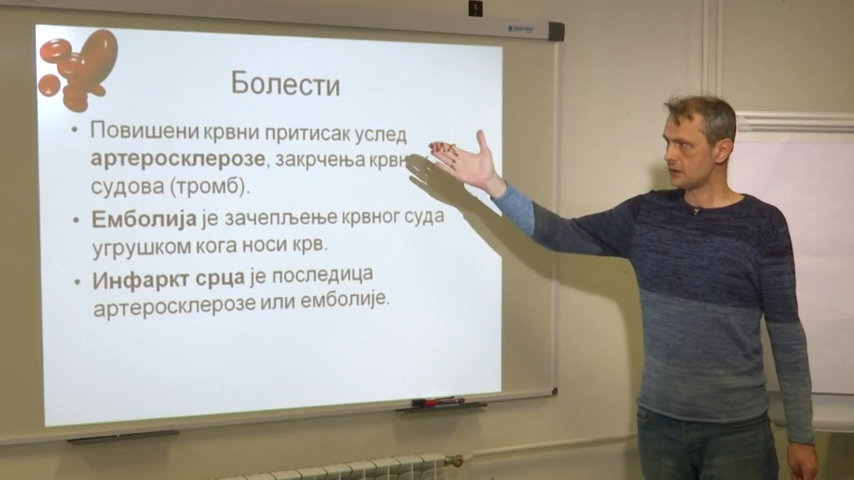 Болести
• Повишени крвни притисак услед
артеросклерозе, закрчења
судова (тромб).
• Емболија је зачепљење крвног суда
угрушком кога носи крв.
• Инфаркт срца је последица
артеросклерозе или емболије.